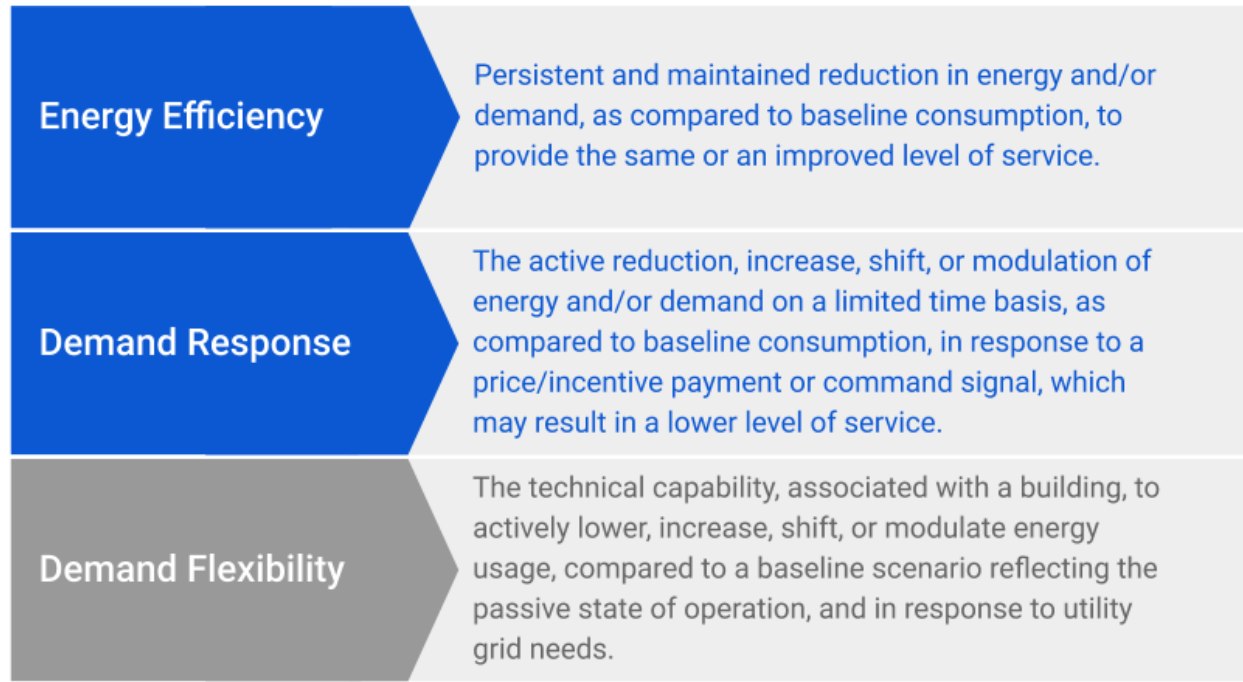 Energy Efficiency
Persistent and maintained reduction in energy and/or
demand, as compared to baseline consumption, to
provide the same or an improved level of service.
Demand Response
The active reduction, increase, shift, or modulation of
energy and/or demand on a limited time basis, as
compared to baseline consumption, in response to a
price/incentive payment or command signal, which
may result in a lower level of service.
Demand Flexibility
The technical capability, associated with a building, to
actively lower, increase, shift, or modulate energy
usage, compared to a baseline scenario reflecting the
passive state of operation, and in response to utility
grid needs.